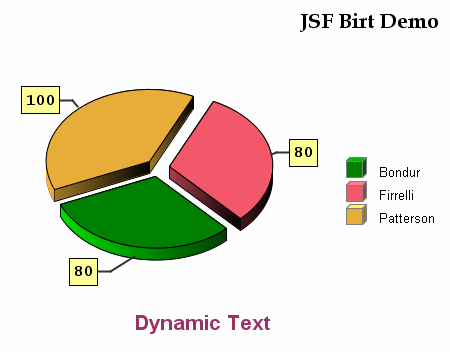 JSF Birt Demo
100
80
80
Bondur
Firrelli
Patterson
Dynamic Text